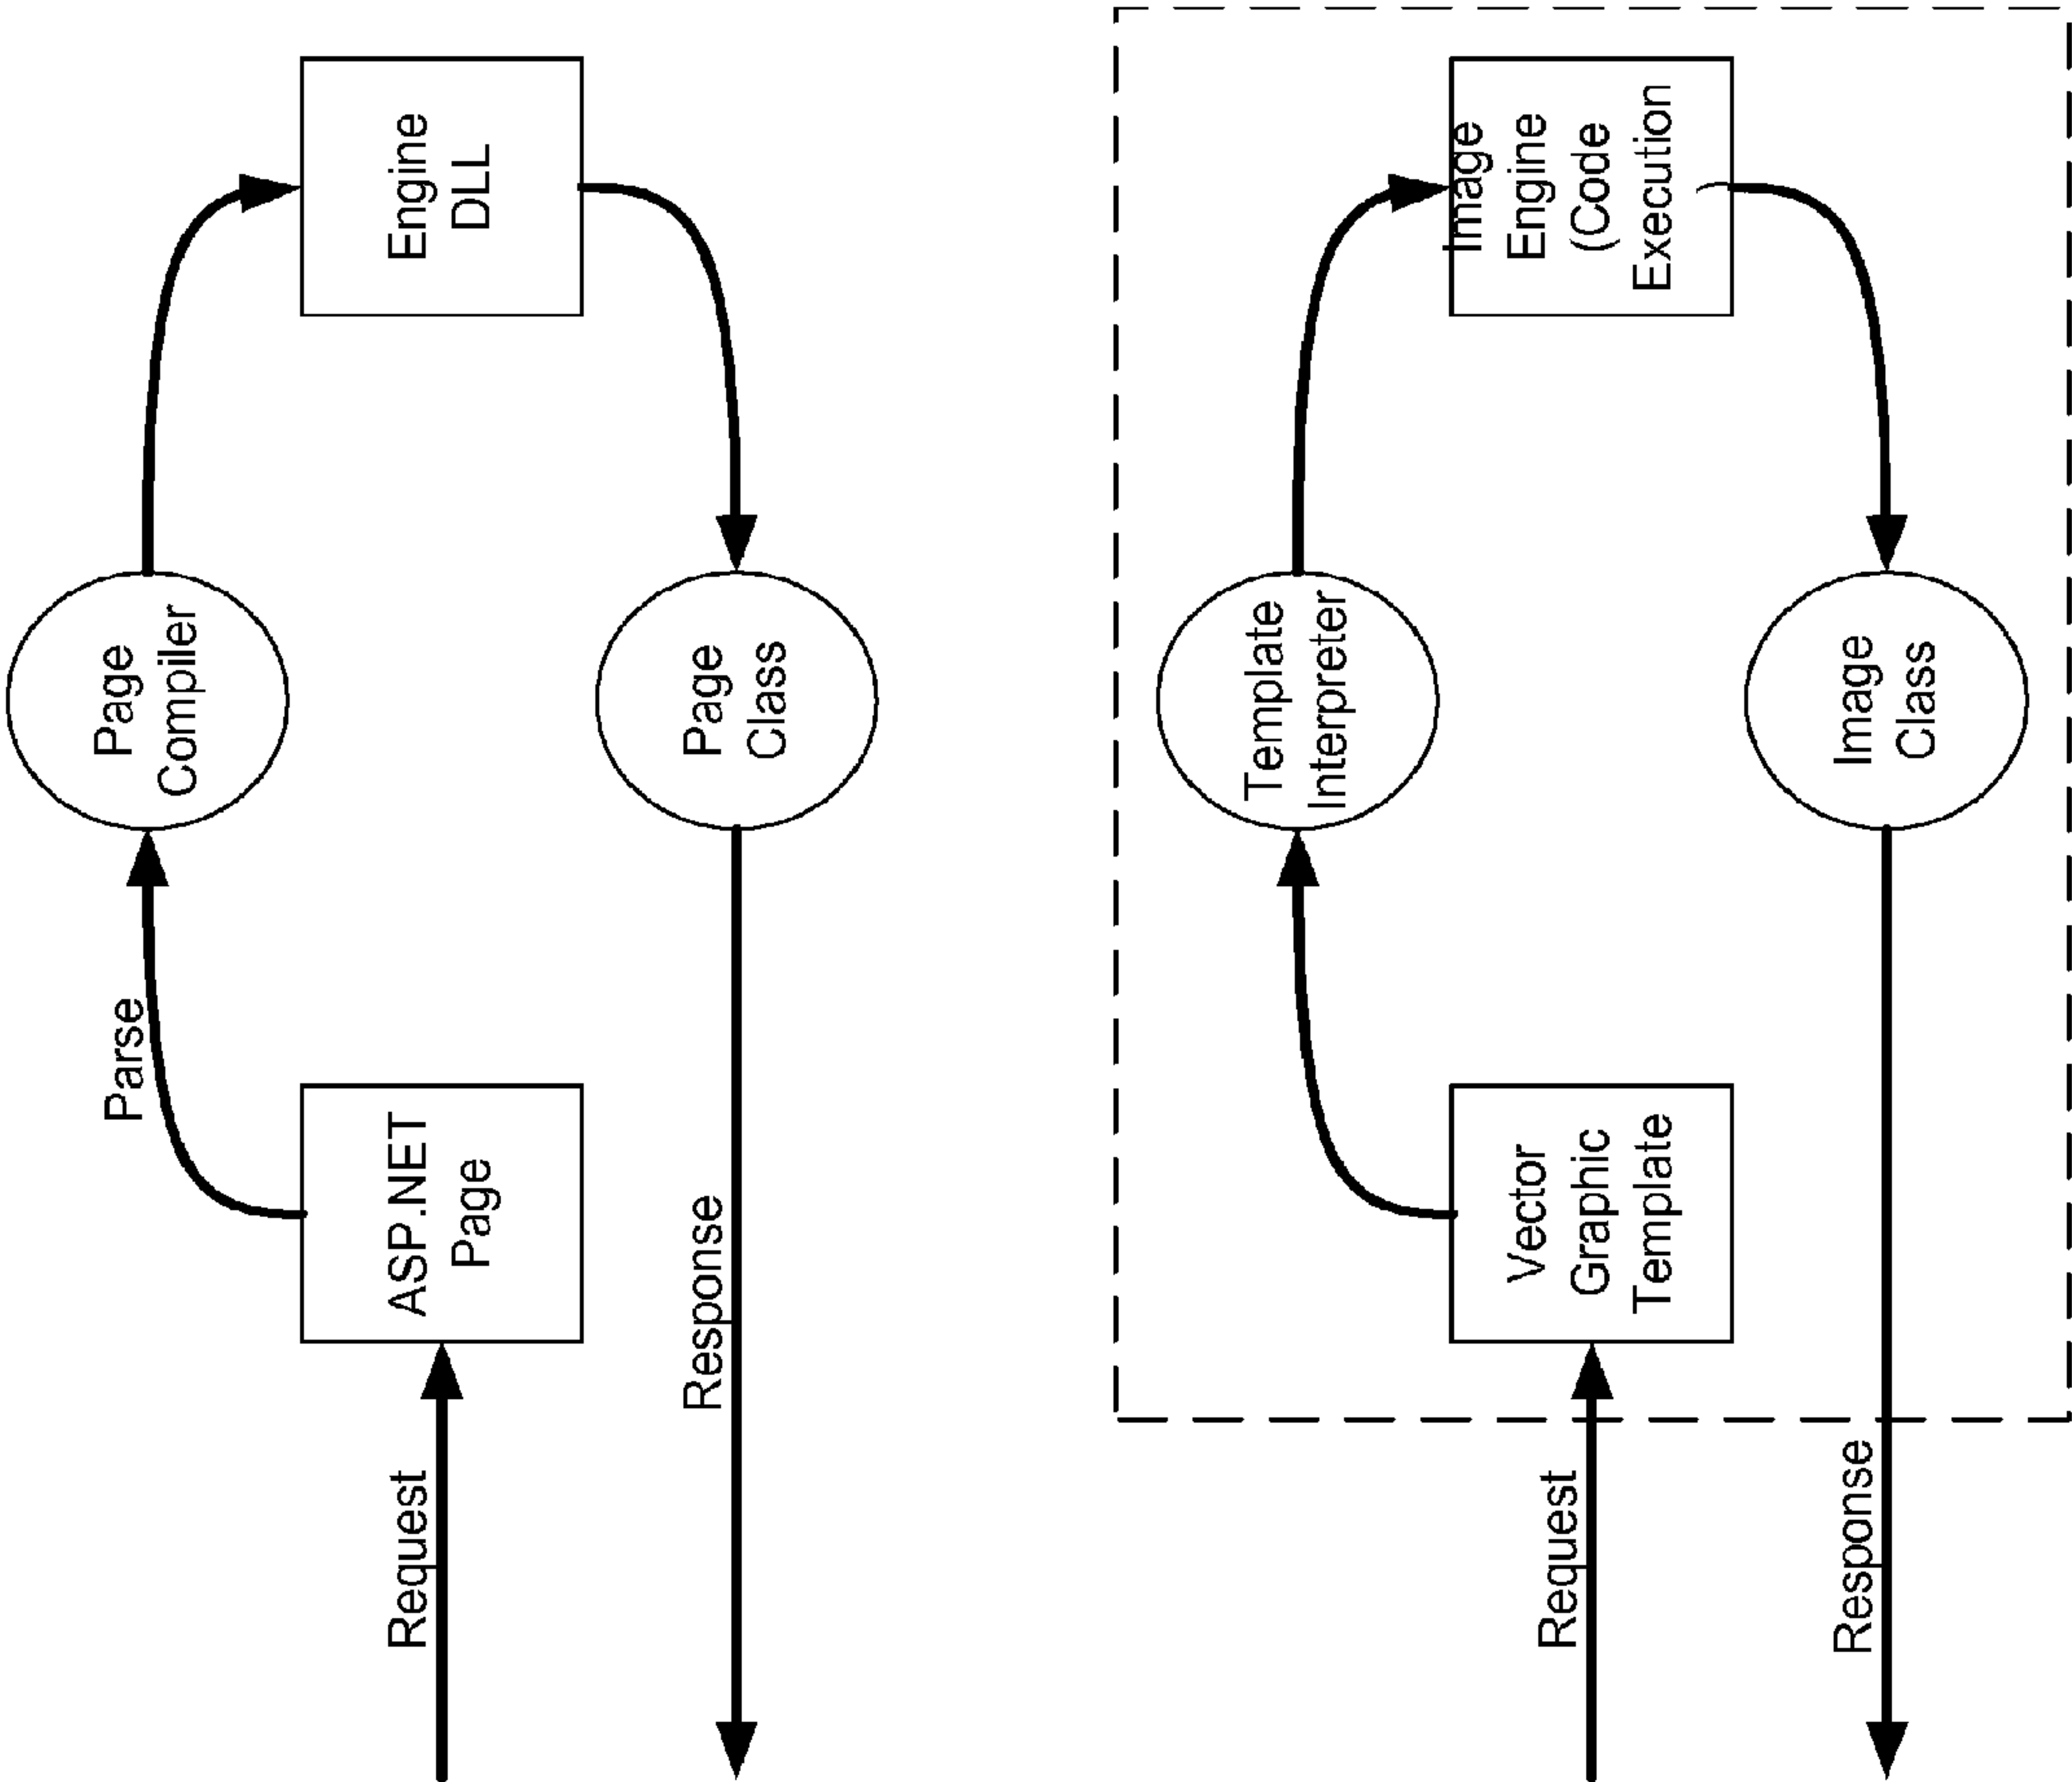 Request
ASP.NET
Page
Parse
Page
Compiler
Engine
DLL
Page
Class
Response
Request
Vector
Graphic
Template
Template
Interpreter
Image
Engine
(Code
Execution
)
Image
Class
Response